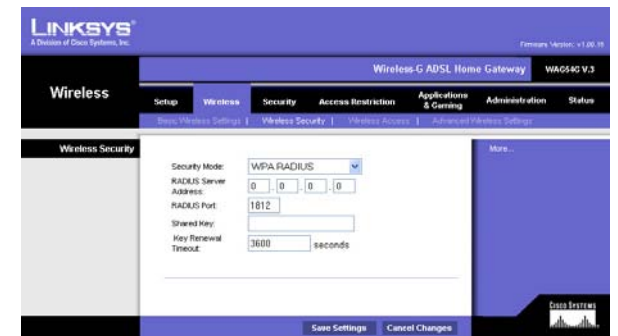 LINKSYS®
A Division of Cisco Systems, Inc.
Firmware Version: v1.00.
Wireless-G ADSL Home Gateway WAG54G V.3
Wireless
Setup Wireless Security Access Restriction Applications & Gaming Administration Status
Basic Wireless Settings | Wireless Security | Wireless Access | Advanced Wireless Settings
Wireless Security
More...
Security Mode: WPA RADIUS
RADIUS Server Address: 0 . 0 . 0 . 0
RADIUS Port: 1812
Shared Key:
Key Renewal Timeout: 3600 seconds
CISCO SYSTEMS
Save Settings Cancel Changes